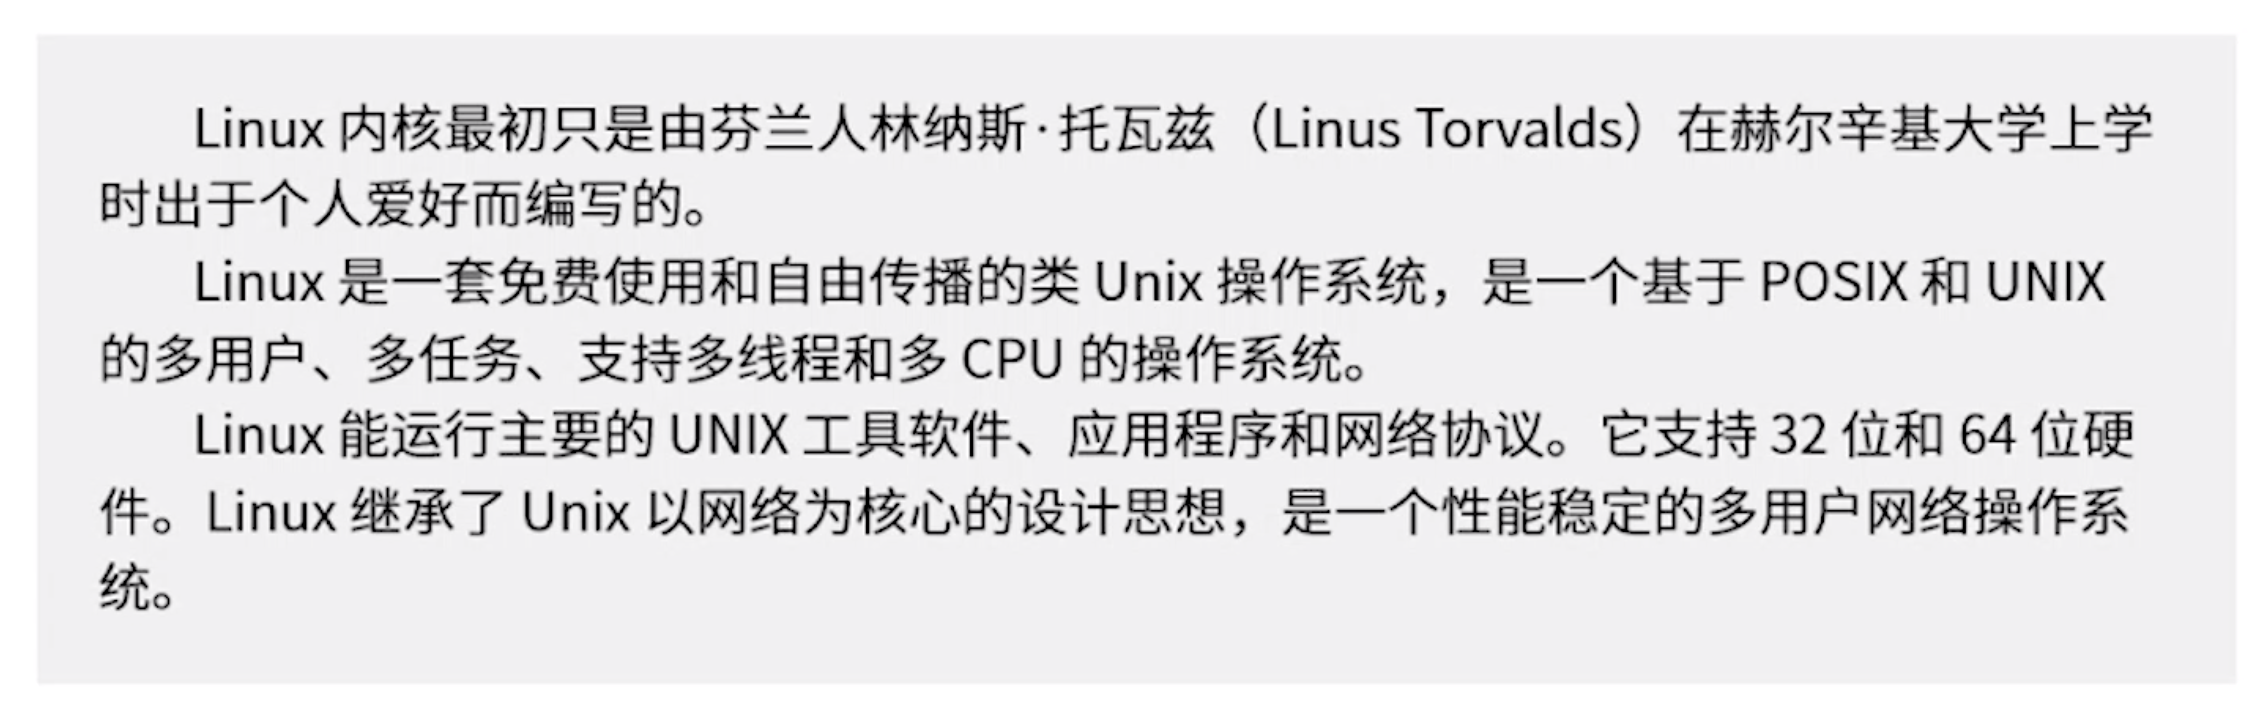 Linux 内核最初只是由芬兰人林纳斯·托瓦兹（Linus Torvalds）在赫尔辛基大学上学
时出于个人爱好而编写的。
Linux 是一套免费使用和自由传播的类 Unix 操作系统，是一个基于 POSIX 和 UNIX
的多用户、多任务、支持多线程和多 CPU 的操作系统。
Linux 能运行主要的 UNIX 工具软件、应用程序和网络协议。它支持 32 位和 64 位硬
件。Linux 继承了 Unix 以网络为核心的设计思想，是一个性能稳定的多用户网络操作系
统。